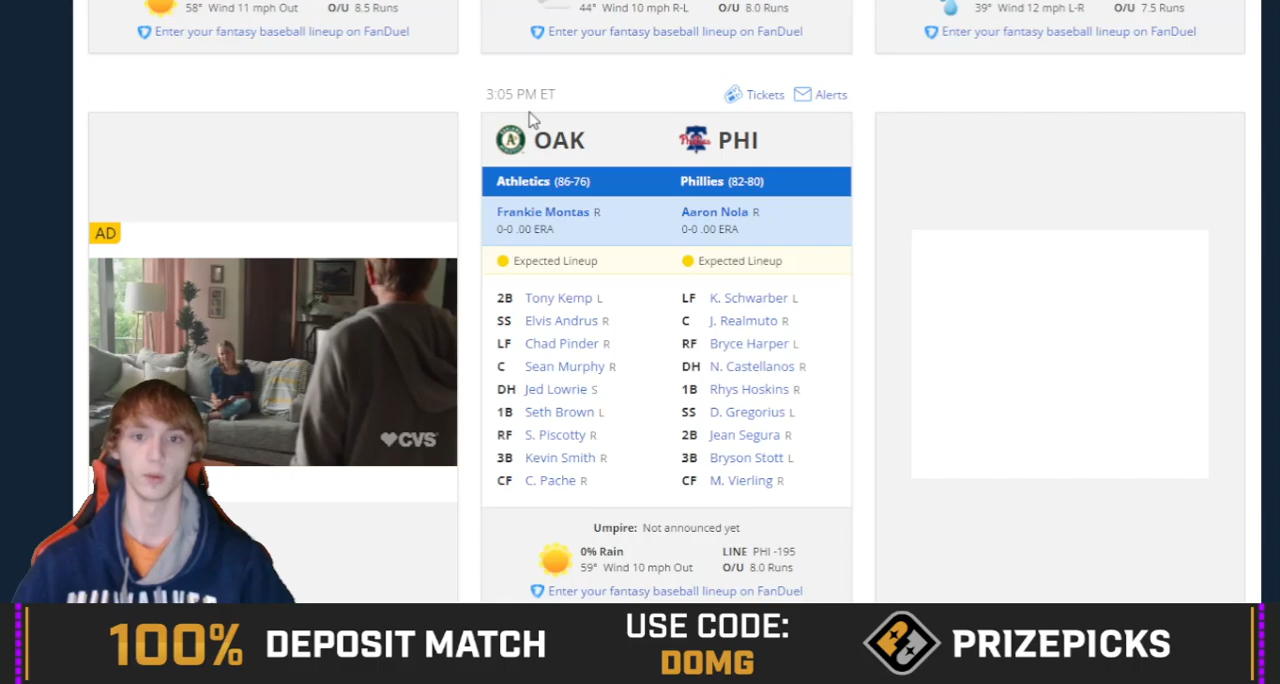 58° Wind 11 mph Out O/U 8.5 Runs
Enter your fantasy baseball lineup on FanDuel
44° Wind 10 mph R-L O/U 8.0 Runs
Enter your fantasy baseball lineup on FanDuel
39° Wind 12 mph L-R O/U 7.5 Runs
Enter your fantasy baseball lineup on FanDuel
3:05 PM ET Tickets Alerts
OAK PHI
Athletics (86-76) Phillies (82-80)
Frankie Montas R Aaron Nola R
0-0 .00 ERA 0-0 .00 ERA
Expected Lineup Expected Lineup
2B Tony Kemp L LF K. Schwarber L
SS Elvis Andrus R C J. Realmuto R
LF Chad Pinder R RF Bryce Harper L
C Sean Murphy R DH N. Castellanos R
DH Jed Lowrie S 1B Rhys Hoskins R
1B Seth Brown L SS D. Gregorius L
RF S. Piscotty R 2B Jean Segura R
3B Kevin Smith R 3B Bryson Stott L
CF C. Pache R CF M. Vierling R
Umpire: Not announced yet
0% Rain LINE PHI -195
59° Wind 10 mph Out O/U 8.0 Runs
Enter your fantasy baseball lineup on FanDuel
AD
CVS
100% DEPOSIT MATCH
USE CODE:
DOMG
PRIZEPICKS